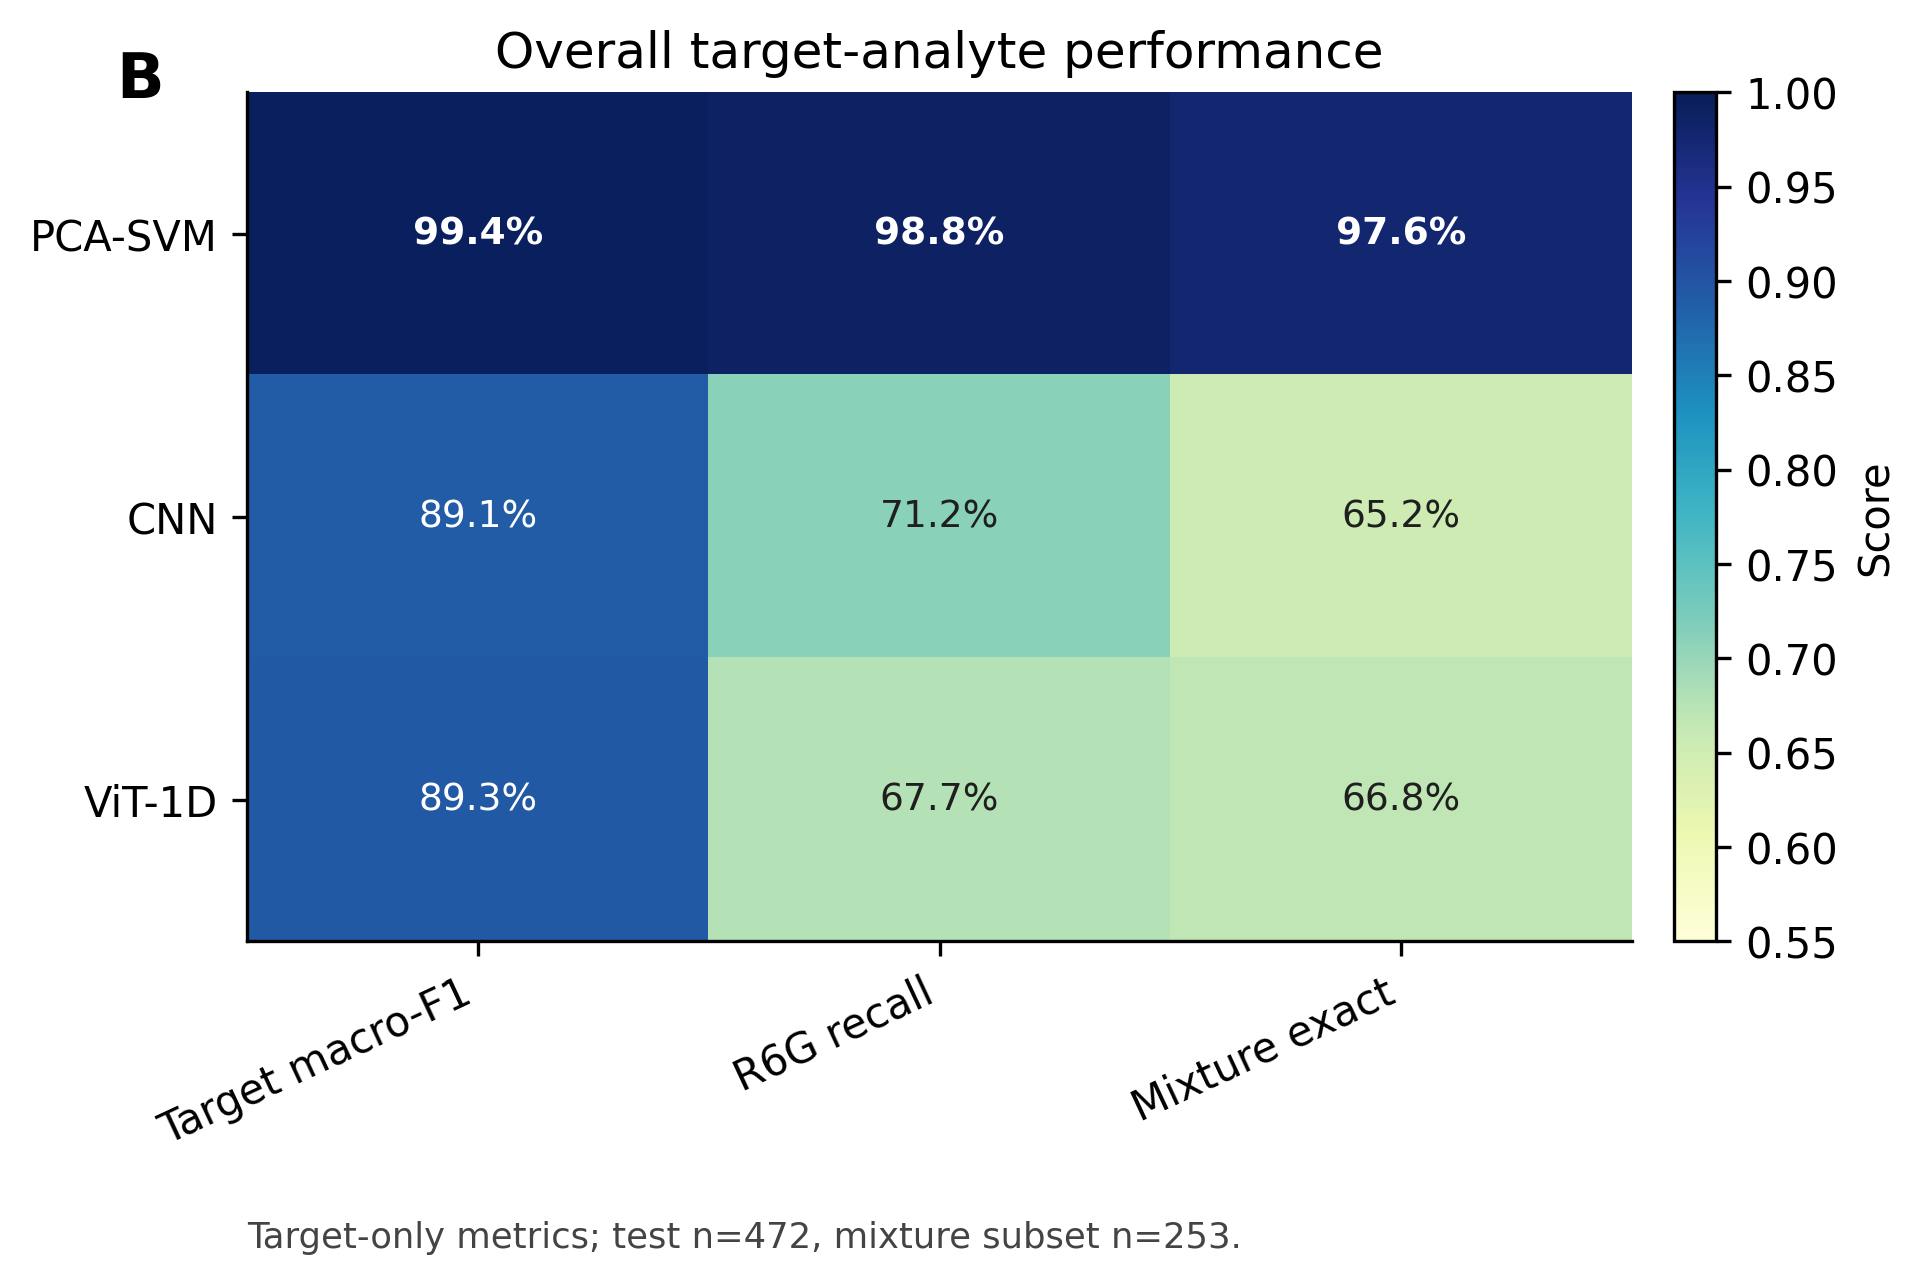 B
Overall target-analyte performance
PCA-SVM
99.4%
98.8%
97.6%
CNN
89.1%
71.2%
65.2%
ViT-1D
89.3%
67.7%
66.8%
Target macro-F1
R6G recall
Mixture exact
1.00
0.95
0.90
0.85
0.80
0.75
0.70
0.65
0.60
0.55
Score
Target-only metrics; test n=472, mixture subset n=253.